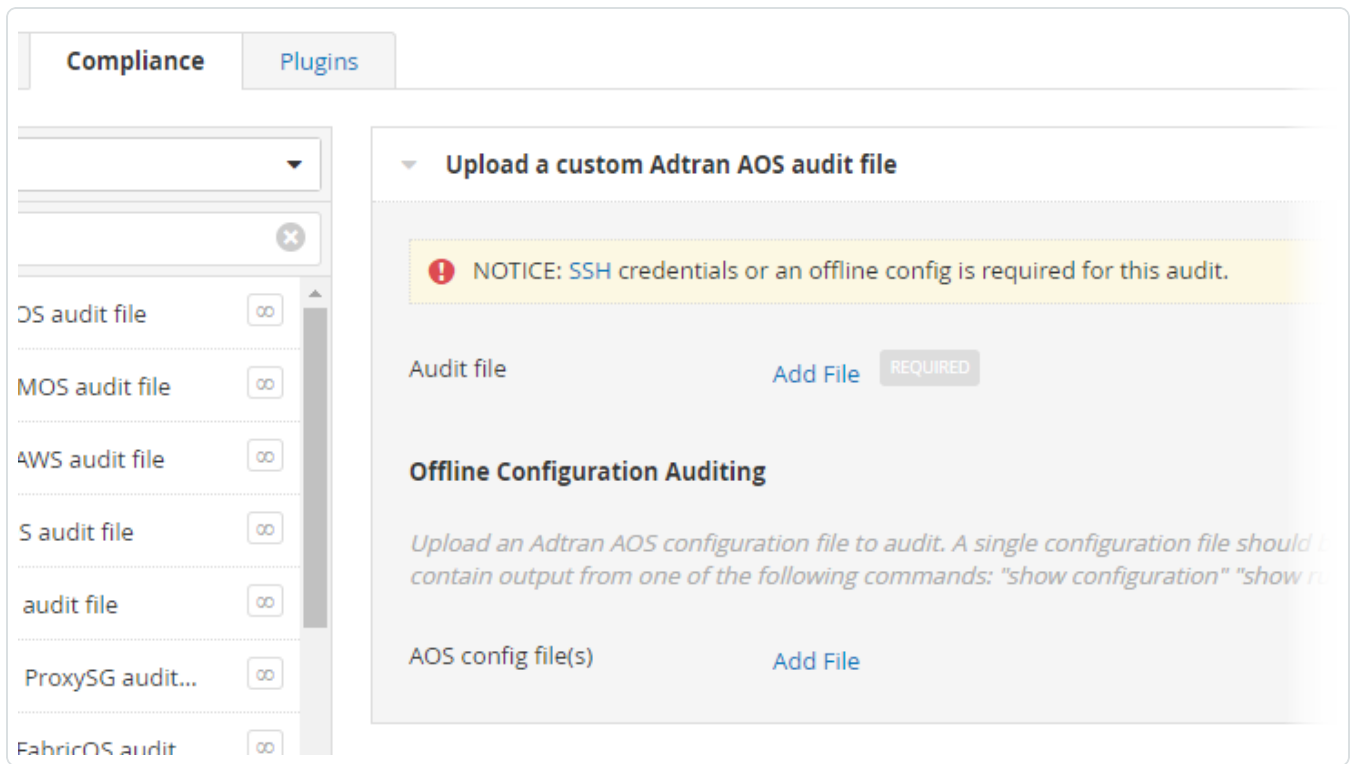 Compliance
Plugins
OS audit file
MOS audit file
AWS audit file
S audit file
audit file
ProxySG audit...
FabricOS audit
Upload a custom Adtran AOS audit file
NOTICE: SSH credentials or an offline config is required for this audit.
Audit file
Add File
REQUIRED
Offline Configuration Auditing
Upload an Adtran AOS configuration file to audit. A single configuration file should
contain output from one of the following commands: "show configuration" "show
AOS config file(s)
Add File